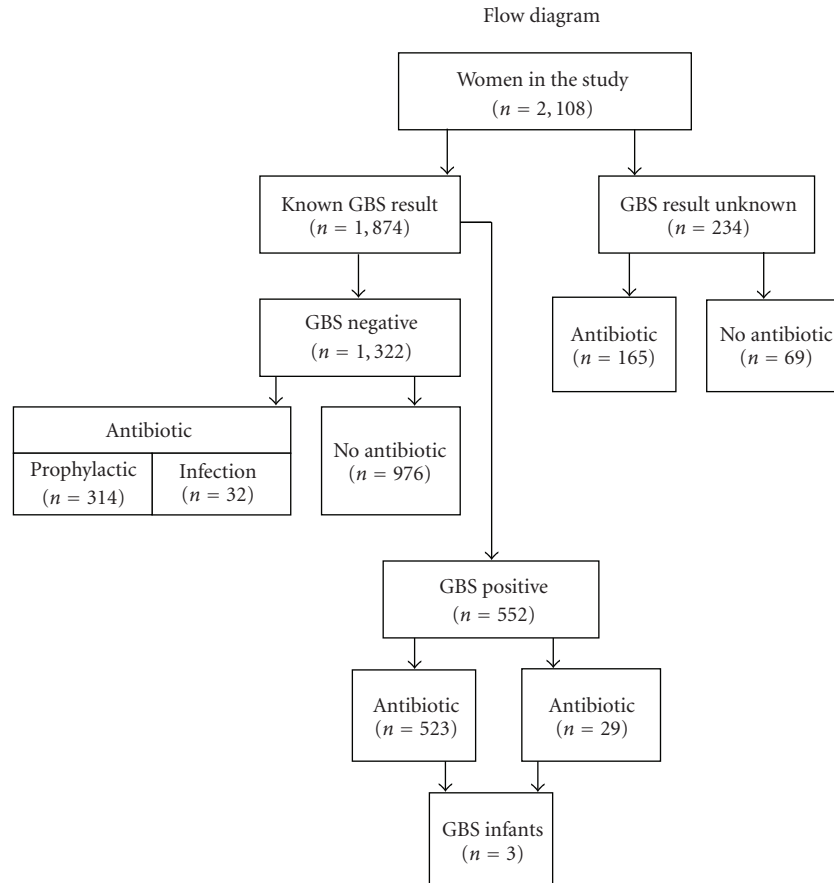 Flow diagram
Women in the study
(n = 2, 108)
Known GBS result
(n = 1, 874)
GBS result unknown
(n = 234)
GBS negative
(n = 1, 322)
Antibiotic
(n = 165)
No antibiotic
(n = 69)
Antibiotic
Prophylactic
(n = 314)
Infection
(n = 32)
No antibiotic
(n = 976)
GBS positive
(n = 552)
Antibiotic
(n = 523)
Antibiotic
(n = 29)
GBS infants
(n = 3)